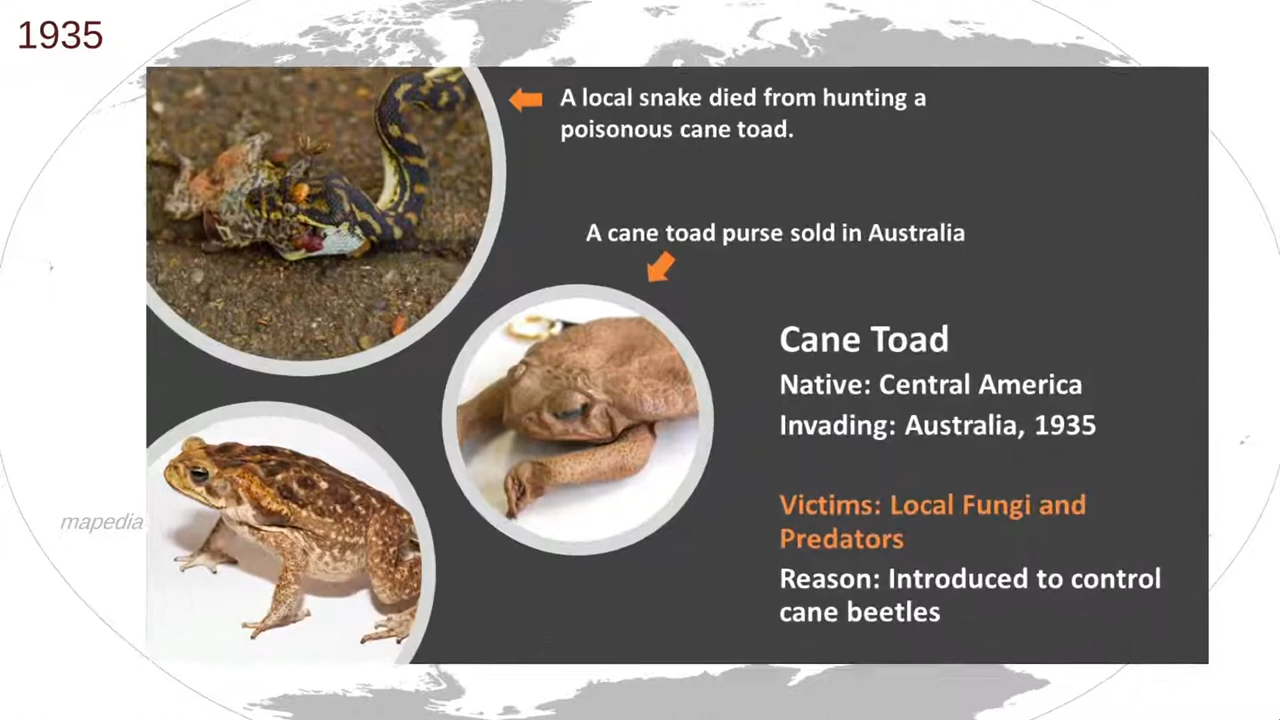 1935
A local snake died from hunting a
poisonous cane toad.
A cane toad purse sold in Australia
Cane Toad
Native: Central America
Invading: Australia, 1935
mapedia
Victims: Local Fungi and
Predators
Reason: Introduced to control
cane beetles